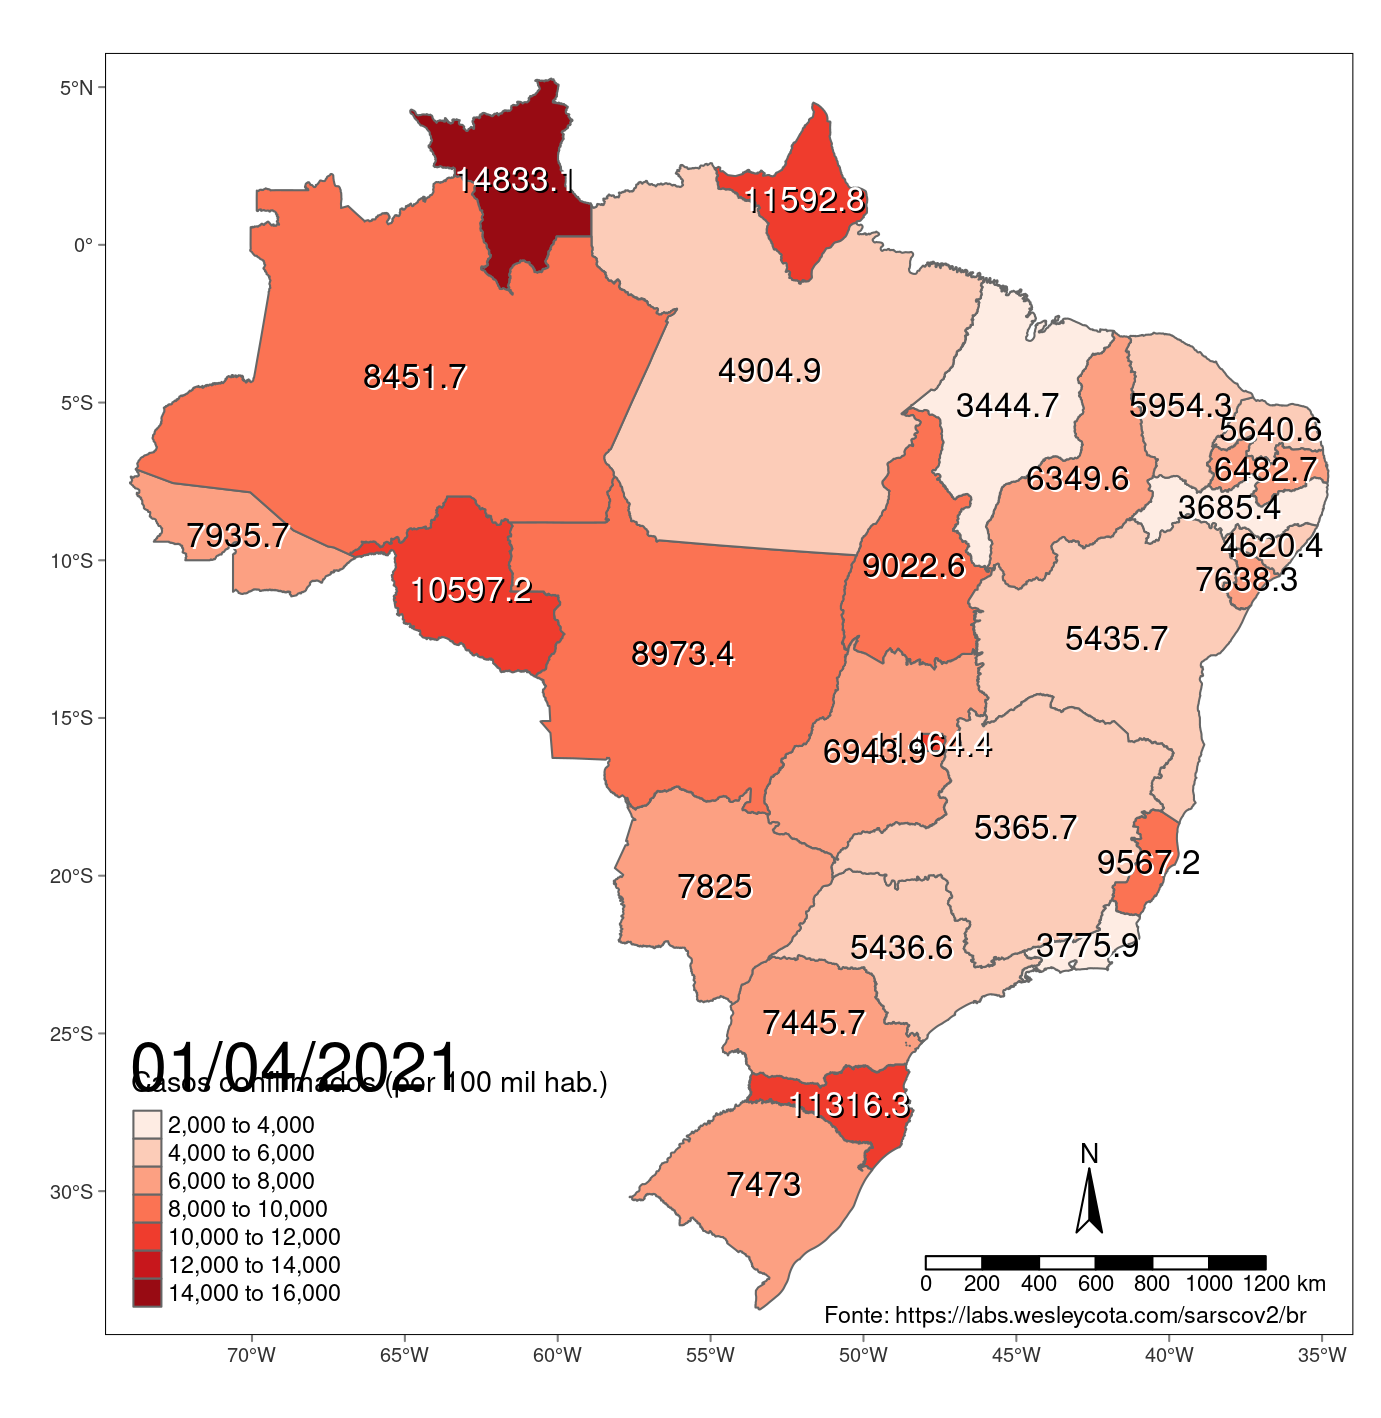 5°N
0°
5°S
10°S
15°S
20°S
25°S
30°S
14833.1
11592.8
8451.7
4904.9
3444.7
5954.3
5640.6
6482.7
6349.6
3685.4
7935.7
4620.4
9022.6
7638.3
10597.2
5435.7
8973.4
11464.4
6943.9
5365.7
9567.2
7825
3775.9
5436.6
7445.7
11316.3
7473
01/04/2021
Casos confirmados (por 100 mil hab.)
2,000 to 4,000
4,000 to 6,000
6,000 to 8,000
8,000 to 10,000
10,000 to 12,000
12,000 to 14,000
14,000 to 16,000
N
0 200 400 600 800 1000 1200 km
Fonte: https://labs.wesleycota.com/sarscov2/br
70°W 65°W 60°W 55°W 50°W 45°W 40°W 35°W